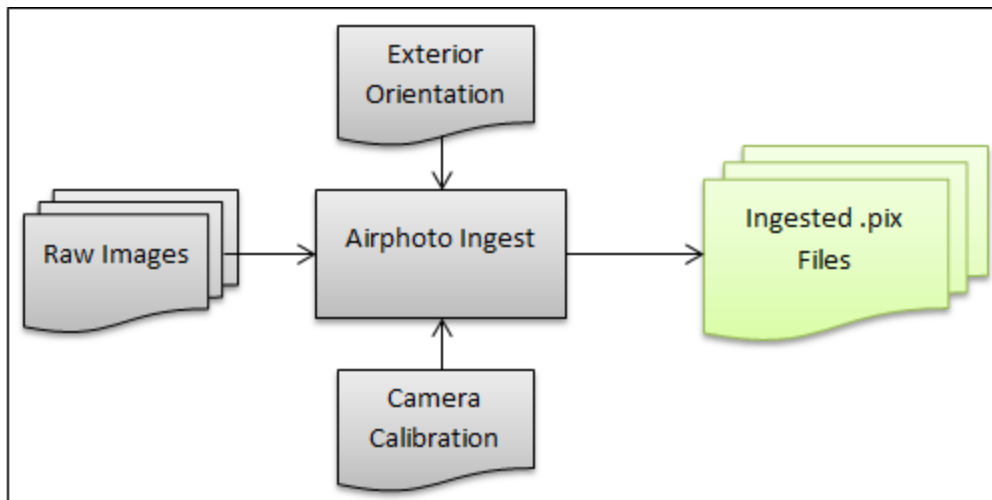 Exterior
Orientation
Raw Images
Airphoto Ingest
Ingested .pix
Files
Camera
Calibration